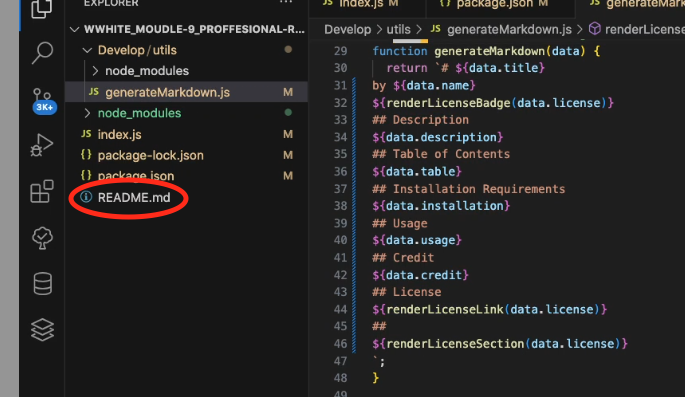 EXPLORER
index.js
package.json M
generateMark
WWHITE_MOUDLE-9_PROFFESIONAL-R...
Develop / utils
node_modules
JS generateMarkdown.js M
node_modules
JS index.js M
{} package-lock.json M
{} package.json M
README.md
3K+
Develop > utils > JS generateMarkdown.js > renderLicense
29 function generateMarkdown(data) {
30 return `# ${data.title}
31 by ${data.name}
32 ${renderLicenseBadge(data.license)}
33 ## Description
34 ${data.description}
35 ## Table of Contents
36 ${data.table}
37 ## Installation Requirements
38 ${data.installation}
39 ## Usage
40 ${data.usage}
41 ## Credit
42 ${data.credit}
43 ## License
44 ${renderLicenseLink(data.license)}
45 ##
46 ${renderLicenseSection(data.license)}
47 `;
48 }
49